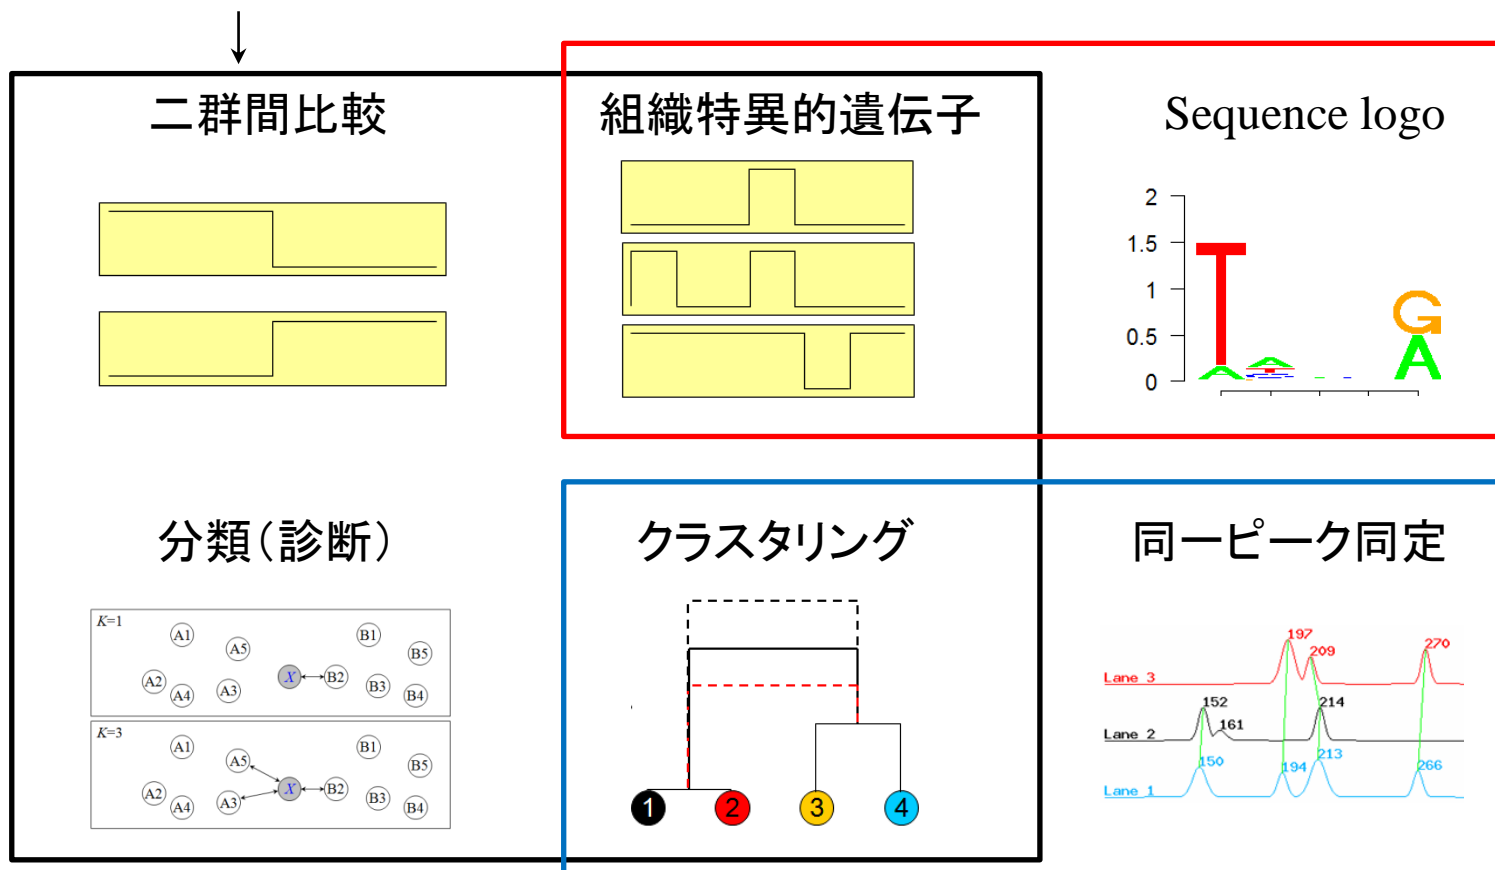 二群間比較
組織特異的遺伝子
Sequence logo
2
1.5
1
0.5
0
T
A
A
T
G
A
分類(診断)
クラスタリング
同一ピーク同定
K=1
A1
A5
B1
B5
A2
A4
A3
X
B2
B3
B4
K=3
A1
A5
B1
B5
A2
A4
A3
X
B2
B3
B4
1 2 3 4
197
209
270
Lane 3
152
161
214
Lane 2
150
194
213
266
Lane 1